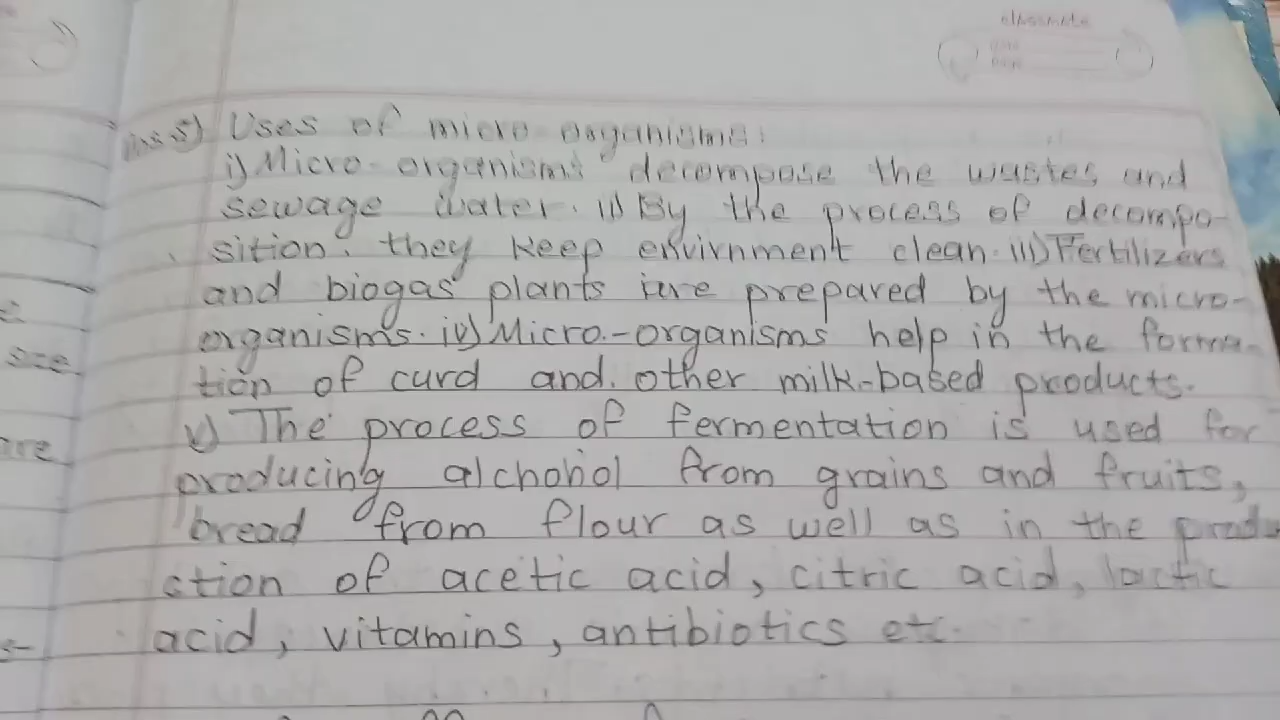 classmate
Ans 5) Uses of micro organisms:
i) Micro-organisms decompose the wastes and
sewage water. ii) By the process of decompo-
sition. they keep envirnment clean. iii) Fertilizers
and biogas plants are prepared by the micro-
organisms. iv) Micro-organisms help in the forma-
tion of curd and other milk-based products.
v) The process of fermentation is used for
producing alchohol from grains and fruits,
bread from flour as well as in the produ
ction of acetic acid, citric acid, lactic
acid, vitamins, antibiotics etc.